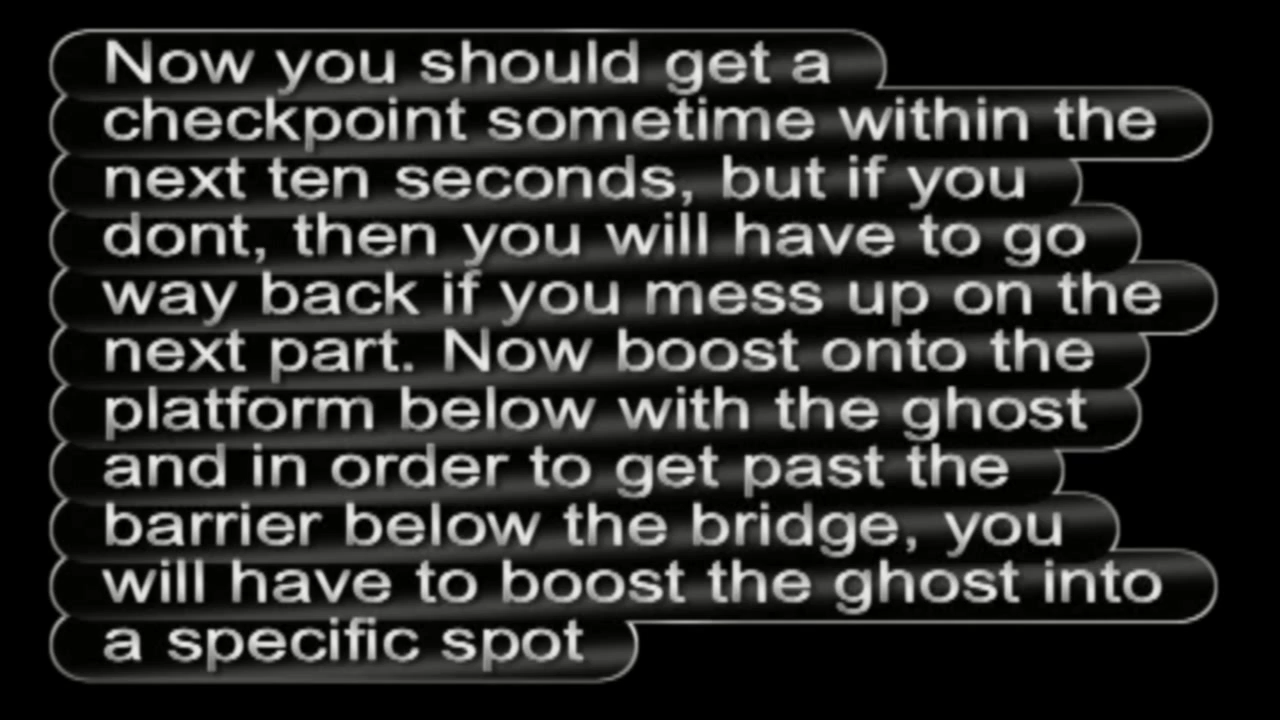 Now you should get a
checkpoint sometime within the
next ten seconds, but if you
dont, then you will have to go
way back if you mess up on the
next part. Now boost onto the
platform below with the ghost
and in order to get past the
barrier below the bridge, you
will have to boost the ghost into
a specific spot